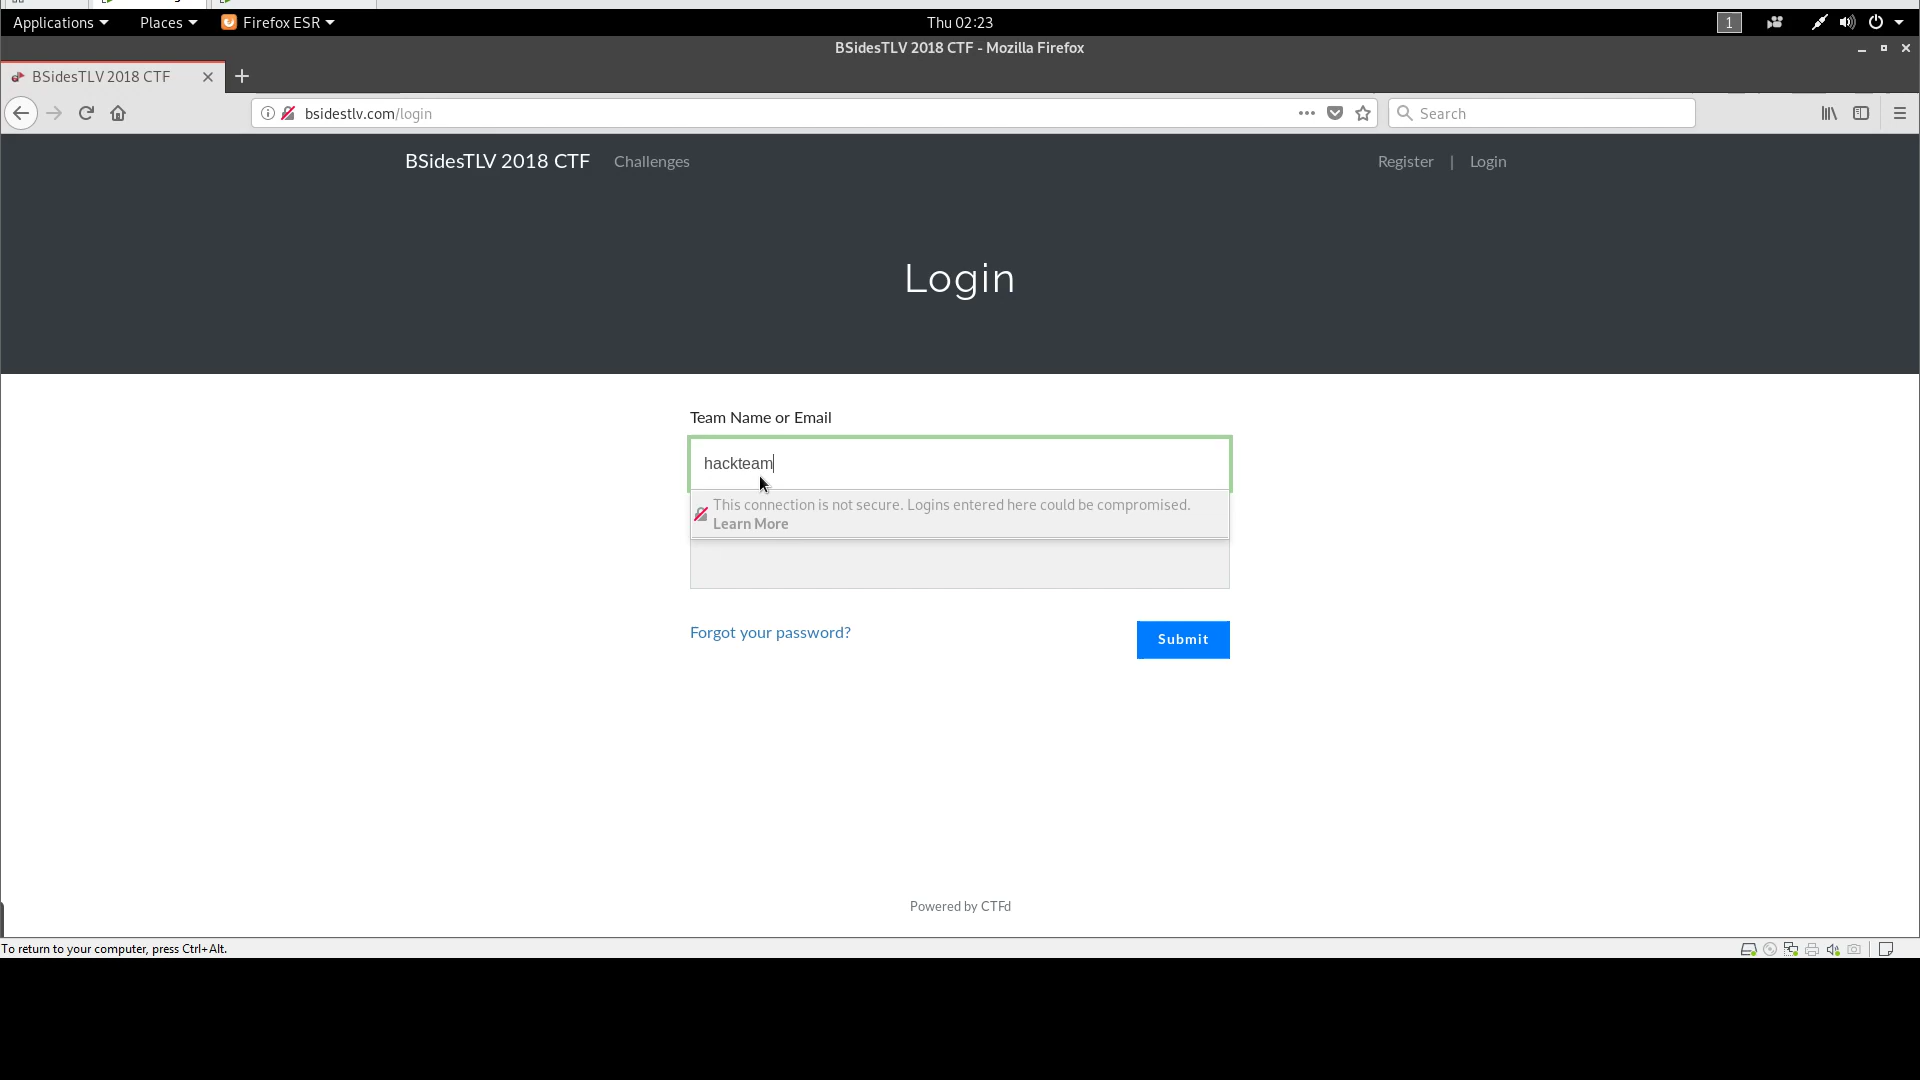 Applications Places Firefox ESR Thu 02:23 1
BSidesTLV 2018 CTF - Mozilla Firefox
BSidesTLV 2018 CTF
bsidestlv.com/login Search
BSidesTLV 2018 CTF Challenges Register | Login
Login
Team Name or Email
hackteam
This connection is not secure. Logins entered here could be compromised.
Learn More
Forgot your password? Submit
Powered by CTFd
To return to your computer, press Ctrl+Alt.